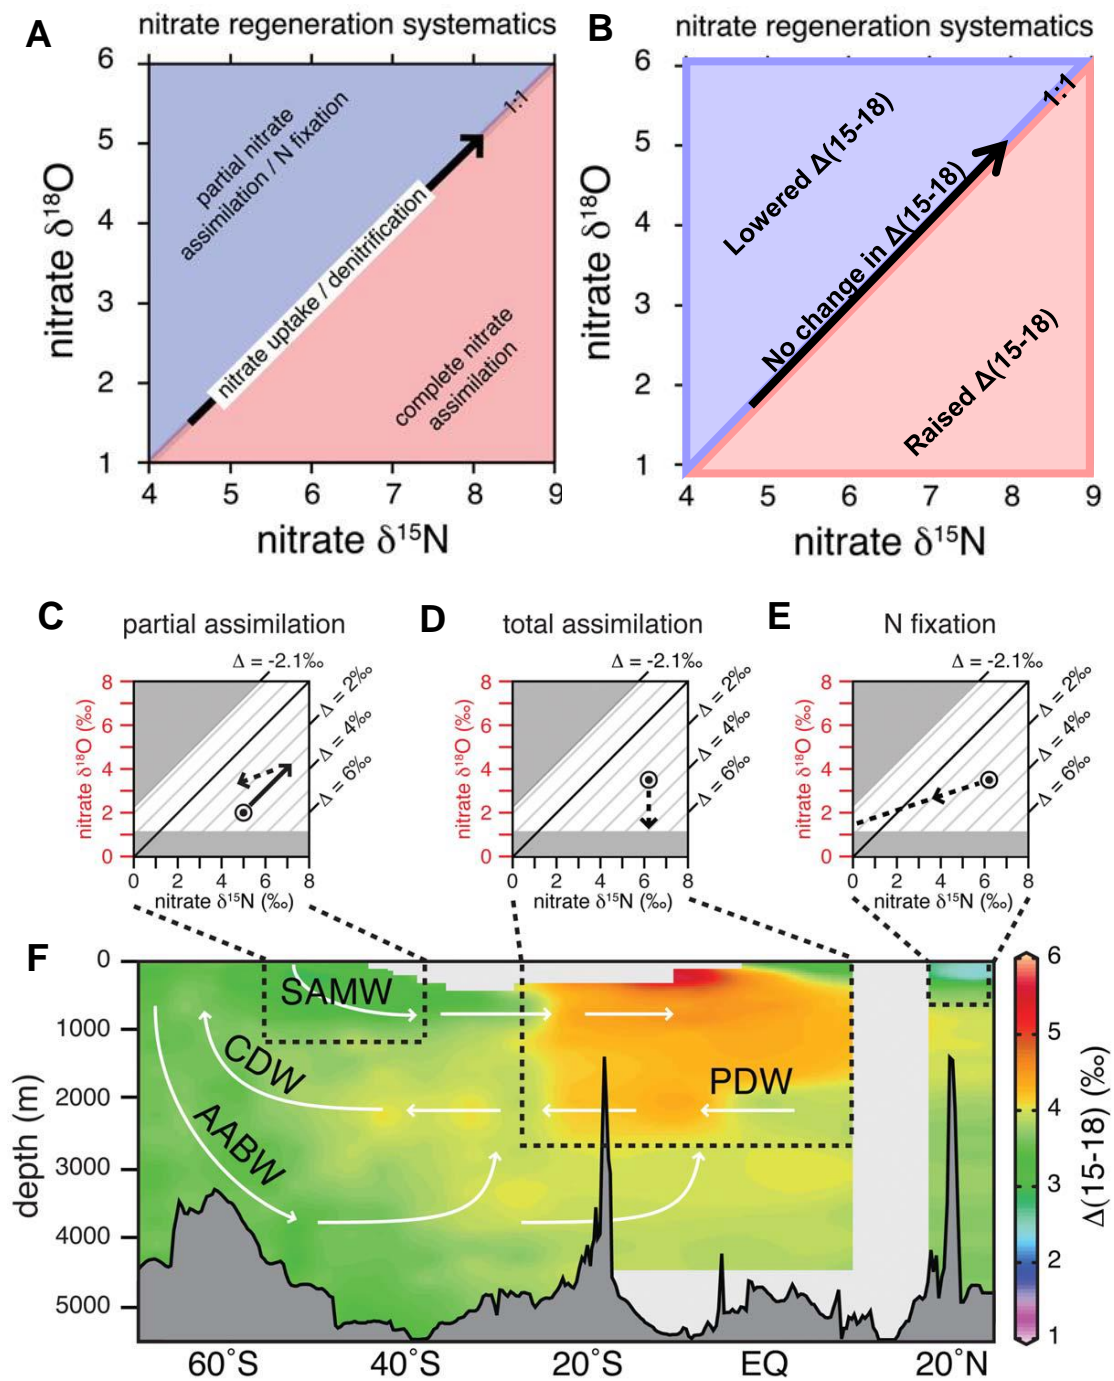 A
nitrate regeneration systematics
6
5
4
3
2
1
nitrate δ¹⁸O
partial nitrate
assimilation / N fixation
1:1
nitrate uptake / denitrification
complete nitrate
assimilation
4 5 6 7 8 9
nitrate δ¹⁵N
B
nitrate regeneration systematics
6
5
4
3
2
1
nitrate δ¹⁸O
Lowered Δ(15-18)
1:1
No change in Δ(15-18)
Raised Δ(15-18)
4 5 6 7 8 9
nitrate δ¹⁵N
C
partial assimilation
Δ = -2.1‰
Δ = 2‰
Δ = 4‰
Δ = 6‰
8
6
4
2
0
nitrate δ¹⁸O (‰)
0 2 4 6 8
nitrate δ¹⁵N (‰)
D
total assimilation
Δ = -2.1‰
Δ = 2‰
Δ = 4‰
Δ = 6‰
8
6
4
2
0
nitrate δ¹⁸O (‰)
0 2 4 6 8
nitrate δ¹⁵N (‰)
E
N fixation
Δ = -2.1‰
Δ = 2‰
Δ = 4‰
Δ = 6‰
8
6
4
2
0
nitrate δ¹⁸O (‰)
0 2 4 6 8
nitrate δ¹⁵N (‰)
F
0
1000
2000
3000
4000
5000
depth (m)
SAMW
CDW
AABW
PDW
60°S 40°S 20°S EQ 20°N
6
5
4
3
2
1
Δ(15-18) (‰)